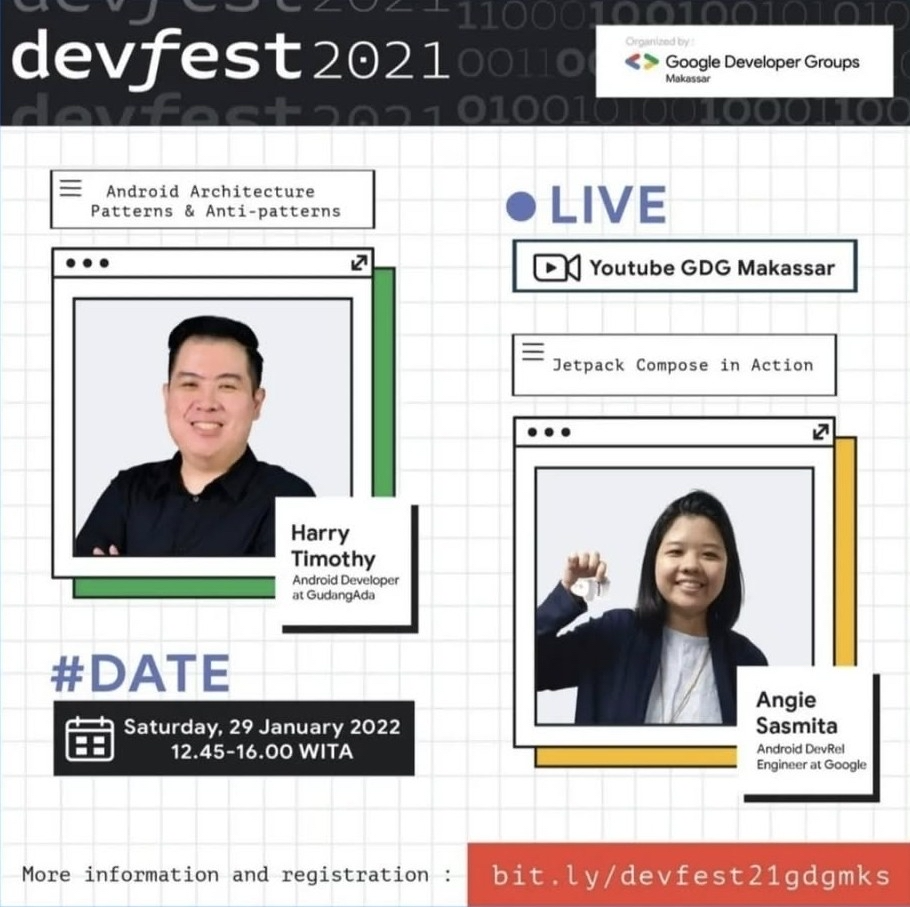 devfest 2021
Organized by :
Google Developer Groups
Makassar
Android Architecture
Patterns & Anti-patterns
Harry
Timothy
Android Developer
at GudangAda
#DATE
Saturday, 29 January 2022
12.45-16.00 WITA
LIVE
Youtube GDG Makassar
Jetpack Compose in Action
Angie
Sasmita
Android DevRel
Engineer at Google
More information and registration :
bit.ly/devfest21gdgmks